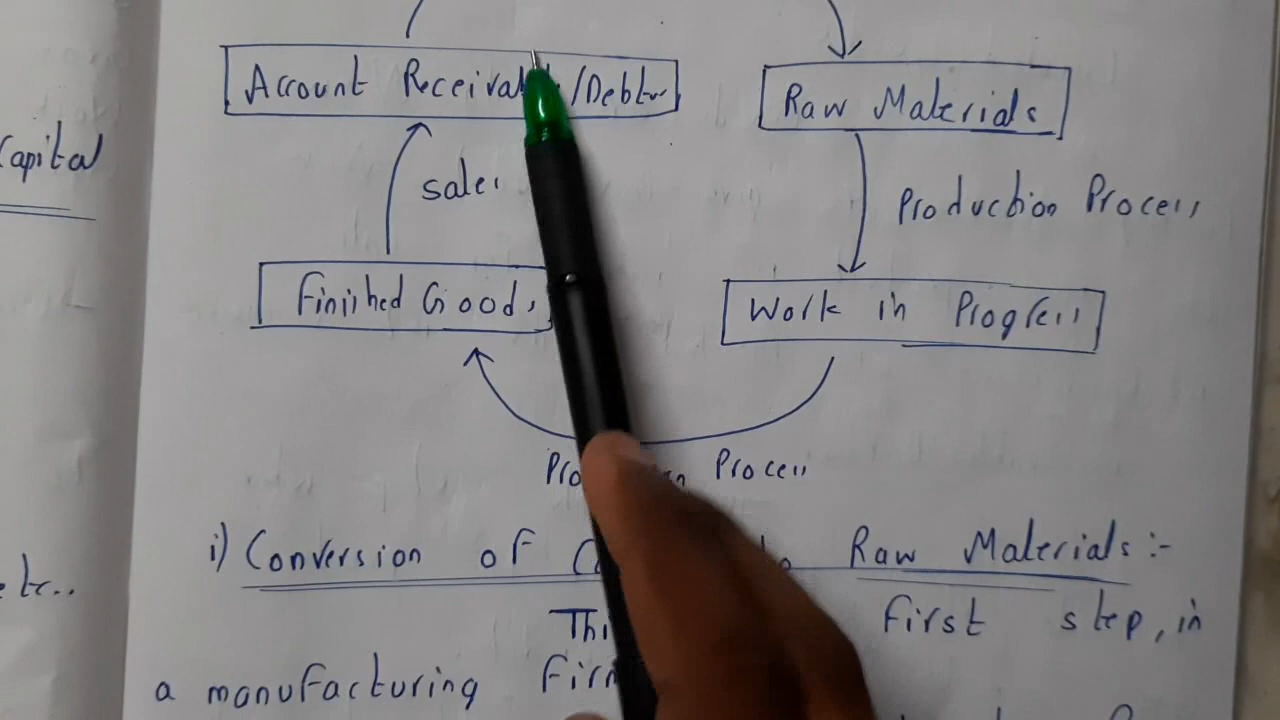 Account /Debtor
Raw Materials
Capital
Sales
Production Process
Finished Goods
Work in Progress
Process
i) Conversion of Raw Materials:-
etc..
first step, in
a manufacturing